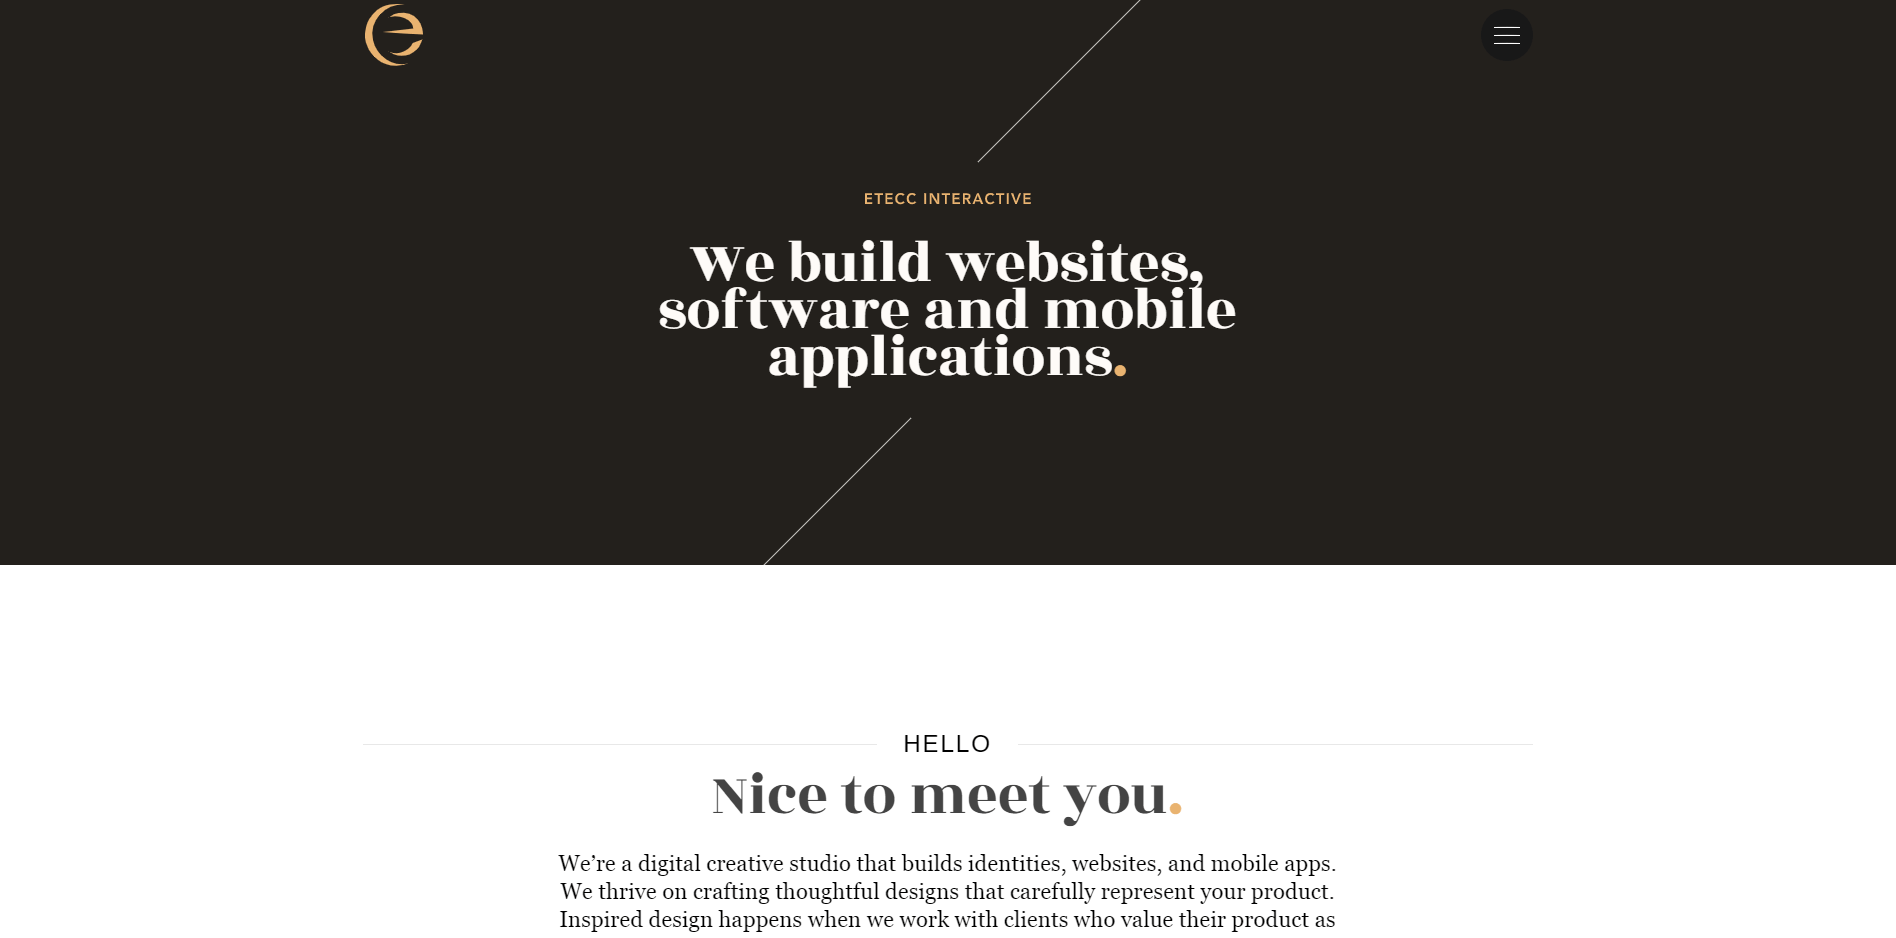 ETECC INTERACTIVE
We build websites,
software and mobile
applications.
HELLO
Nice to meet you.
We’re a digital creative studio that builds identities, websites, and mobile apps.
We thrive on crafting thoughtful designs that carefully represent your product.
Inspired design happens when we work with clients who value their product as